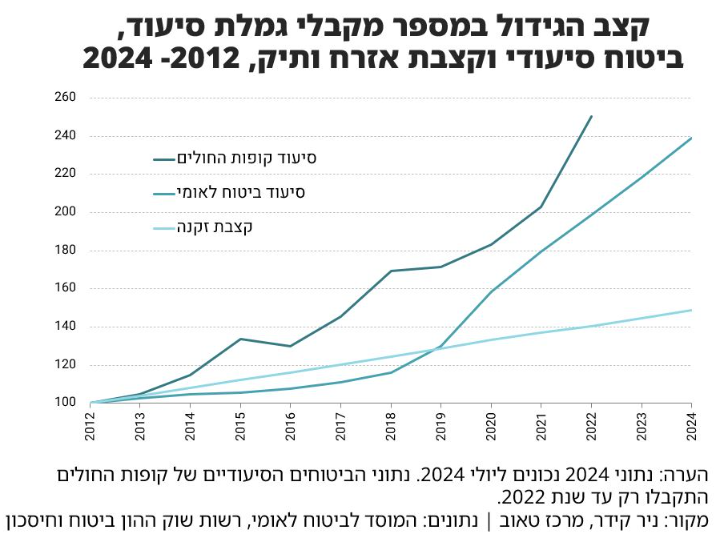 קצב הגידול במספר מקבלי גמלת סיעוד,
ביטוח סיעודי וקצבת אזרח ותיק, 2012- 2024
260
240
220
200
180
160
140
120
100
סיעוד קופות החולים
סיעוד ביטוח לאומי
קצבת זקנה
2012
2013
2014
2015
2016
2017
2018
2019
2020
2021
2022
2023
2024
הערה: נתוני 2024 נכונים ליולי 2024. נתוני הביטוחים הסיעודיים של קופות החולים
התקבלו רק עד שנת 2022.
מקור: ניר קידר, מרכז טאוב | נתונים: המוסד לביטוח לאומי, רשות שוק ההון ביטוח וחיסכון